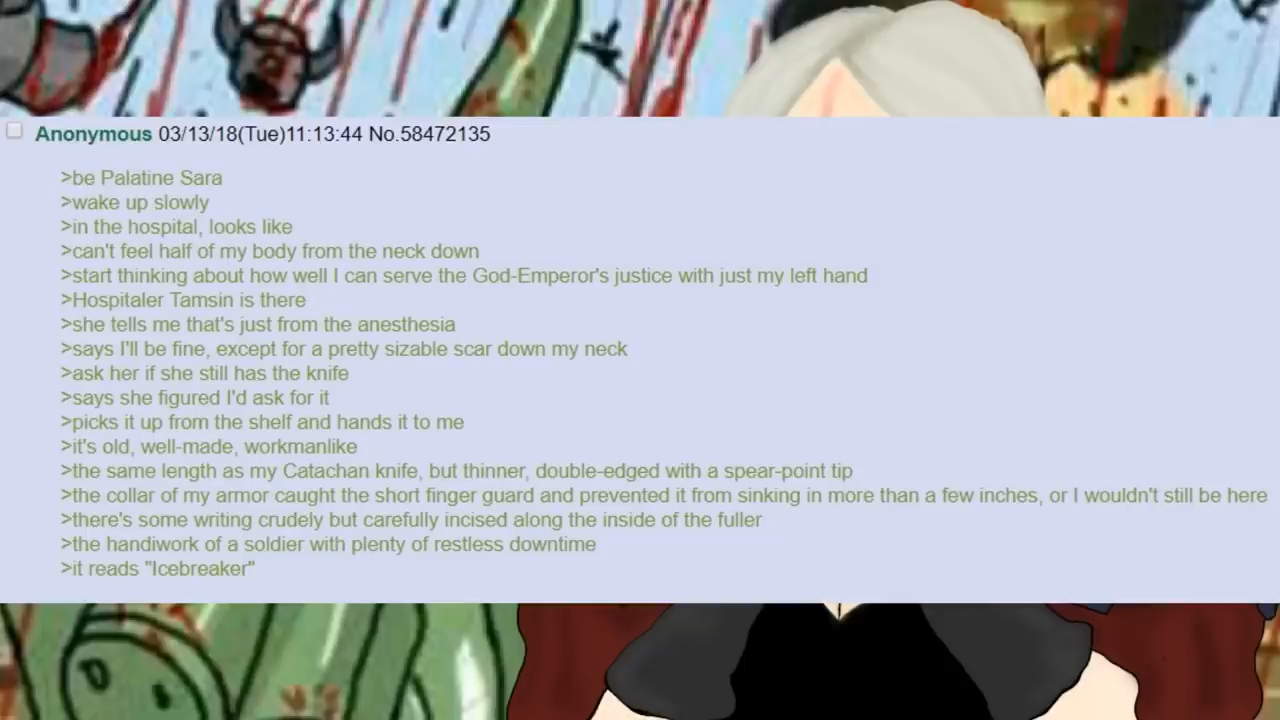 Anonymous 03/13/18(Tue)11:13:44 No.58472135
>be Palatine Sara
>wake up slowly
>in the hospital, looks like
>can't feel half of my body from the neck down
>start thinking about how well I can serve the God-Emperor's justice with just my left hand
>Hospitaler Tamsin is there
>she tells me that's just from the anesthesia
>says I'll be fine, except for a pretty sizable scar down my neck
>ask her if she still has the knife
>says she figured I'd ask for it
>picks it up from the shelf and hands it to me
>it's old, well-made, workmanlike
>the same length as my Catachan knife, but thinner, double-edged with a spear-point tip
>the collar of my armor caught the short finger guard and prevented it from sinking in more than a few inches, or I wouldn't still be here
>there's some writing crudely but carefully incised along the inside of the fuller
>the handiwork of a soldier with plenty of restless downtime
>it reads "Icebreaker"